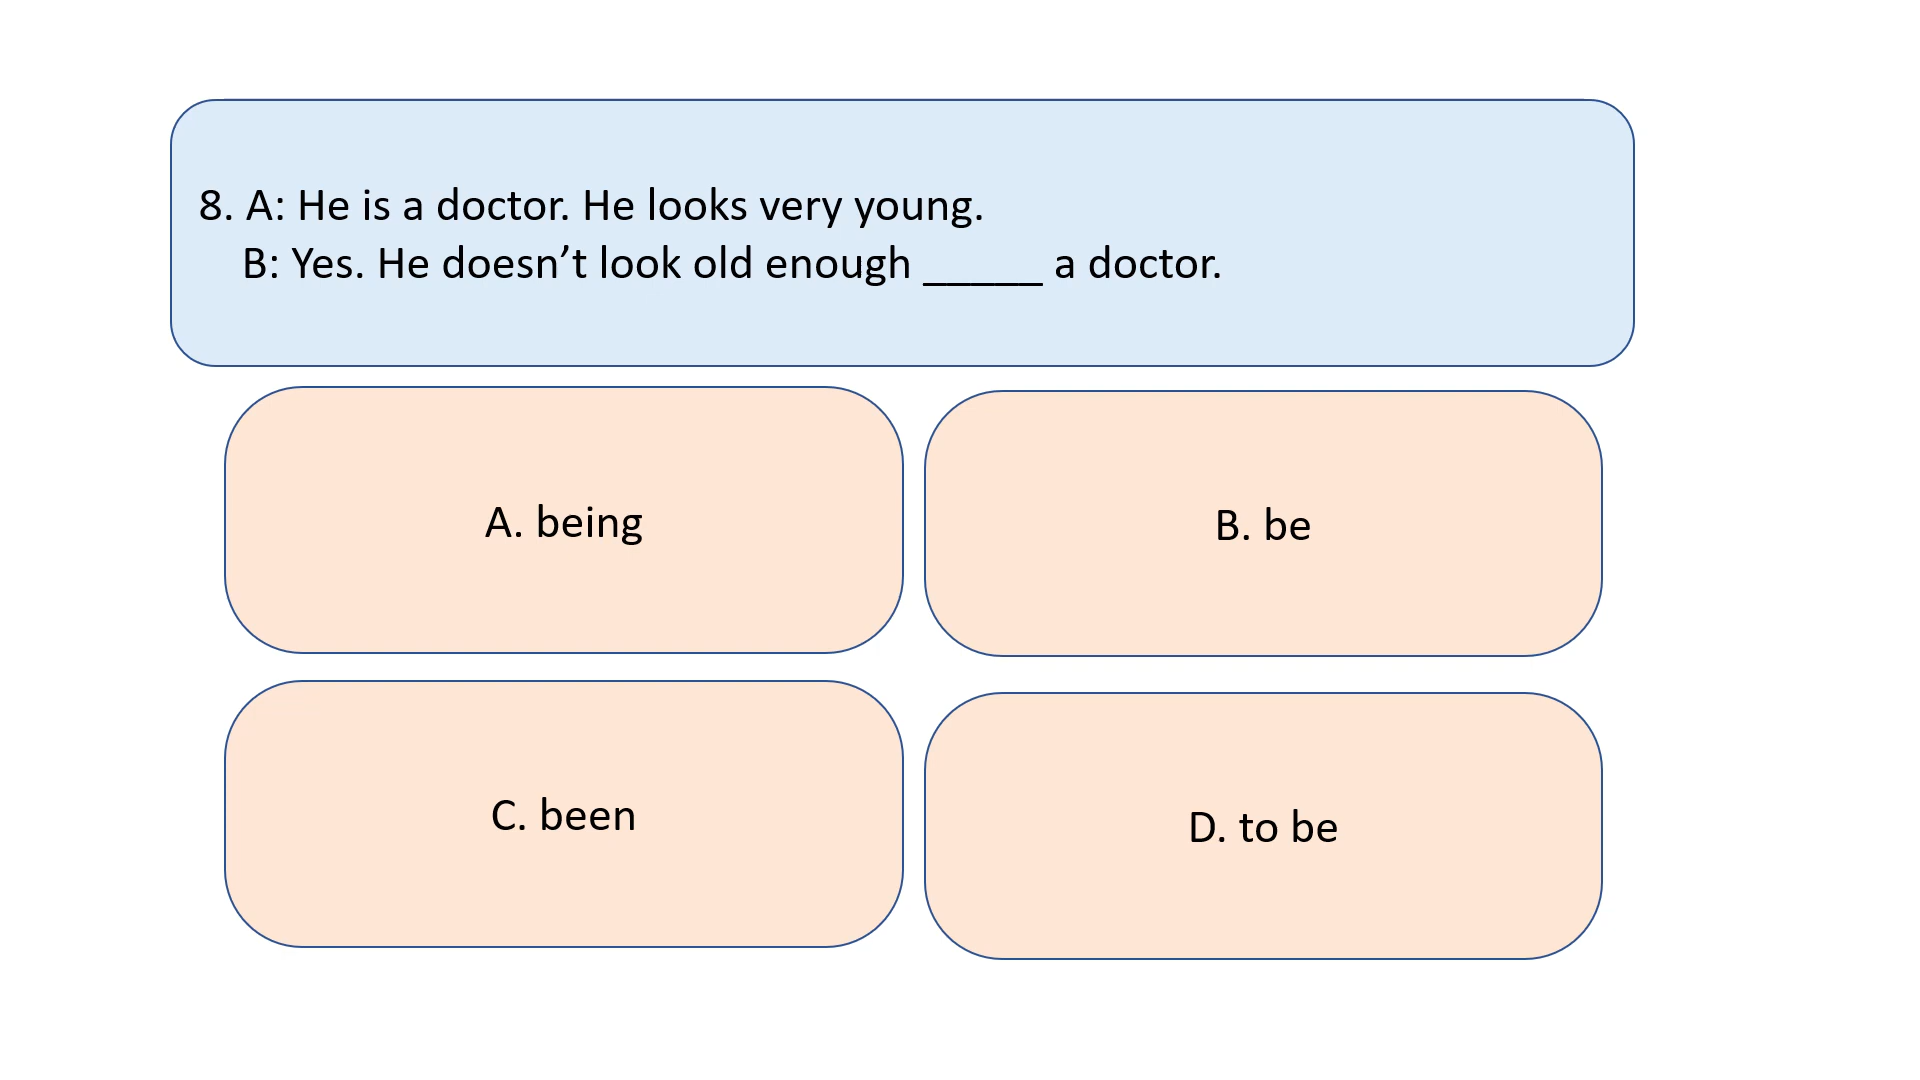 8. A: He is a doctor. He looks very young.
B: Yes. He doesn’t look old enough _____ a doctor.
A. being
B. be
C. been
D. to be